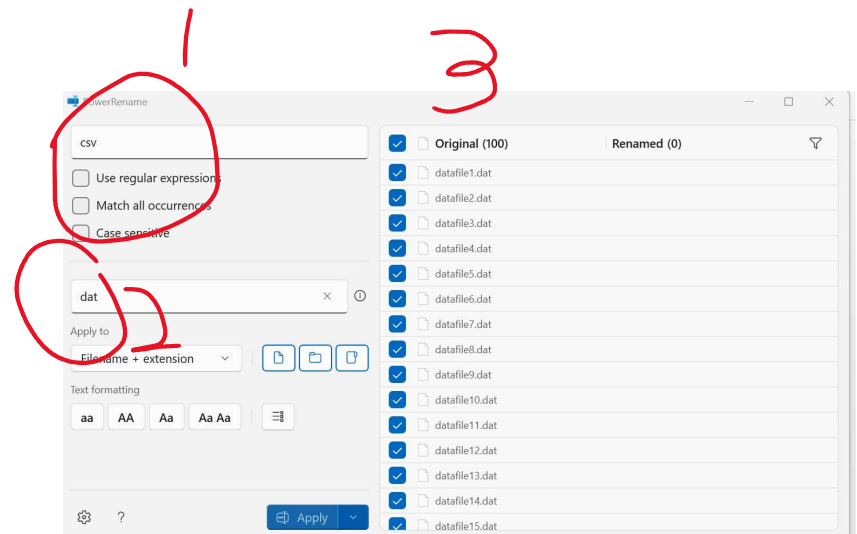 1
3
PowerRename
csv
Use regular expressions
Match all occurrences
Case sensitive
dat
2
Apply to
Filename + extension
Text formatting
aa AA Aa Aa Aa
?
Apply
Original (100) Renamed (0)
datafile1.dat
datafile2.dat
datafile3.dat
datafile4.dat
datafile5.dat
datafile6.dat
datafile7.dat
datafile8.dat
datafile9.dat
datafile10.dat
datafile11.dat
datafile12.dat
datafile13.dat
datafile14.dat
datafile15.dat